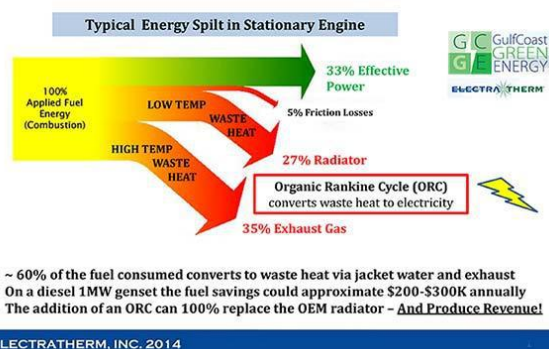 Typical Energy Spilt in Stationary Engine
GC GulfCoast
GE GREEN
ENERGY
ELECTRATHERM
100%
Applied Fuel
Energy
(Combustion)
33% Effective
Power
5% Friction Losses
LOW TEMP
WASTE
HEAT
27% Radiator
HIGH TEMP
WASTE
HEAT
35% Exhaust Gas
Organic Rankine Cycle (ORC)
converts waste heat to electricity
~ 60% of the fuel consumed converts to waste heat via jacket water and exhaust
On a diesel 1MW genset the fuel savings could approximate $200-$300K annually
The addition of an ORC can 100% replace the OEM radiator – And Produce Revenue!
LECTRATHERM, INC. 2014